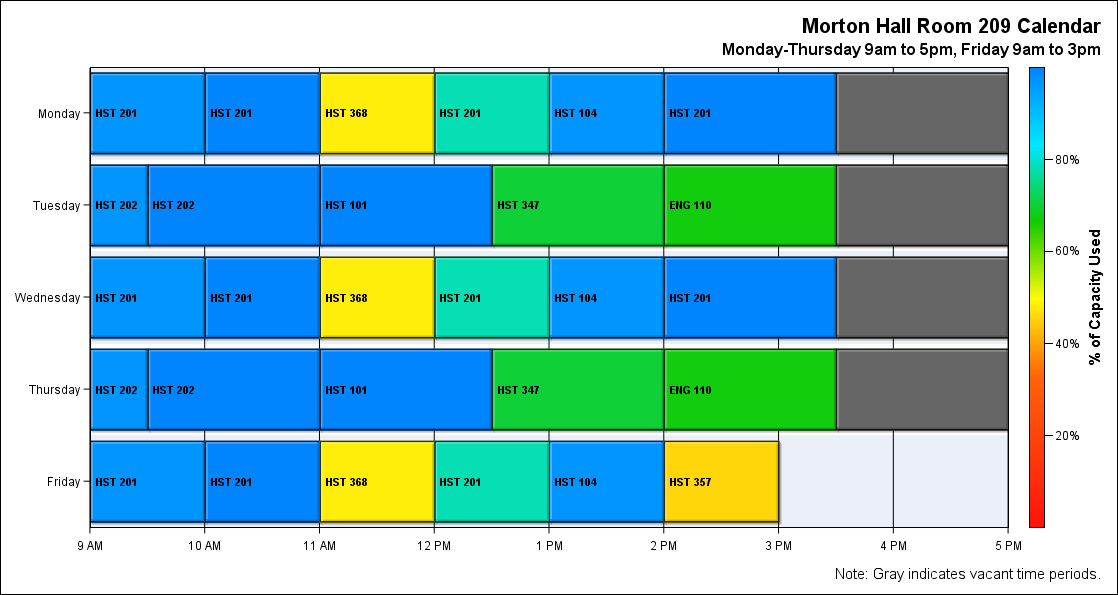 Morton Hall Room 209 Calendar
Monday-Thursday 9am to 5pm, Friday 9am to 3pm
Monday HST 201 HST 201 HST 368 HST 201 HST 104 HST 201
Tuesday HST 202 HST 202 HST 101 HST 347 ENG 110
Wednesday HST 201 HST 201 HST 368 HST 201 HST 104 HST 201
Thursday HST 202 HST 202 HST 101 HST 347 ENG 110
Friday HST 201 HST 201 HST 368 HST 201 HST 104 HST 357
9 AM 10 AM 11 AM 12 PM 1 PM 2 PM 3 PM 4 PM 5 PM
80%
60%
40%
20%
% of Capacity Used
Note: Gray indicates vacant time periods.